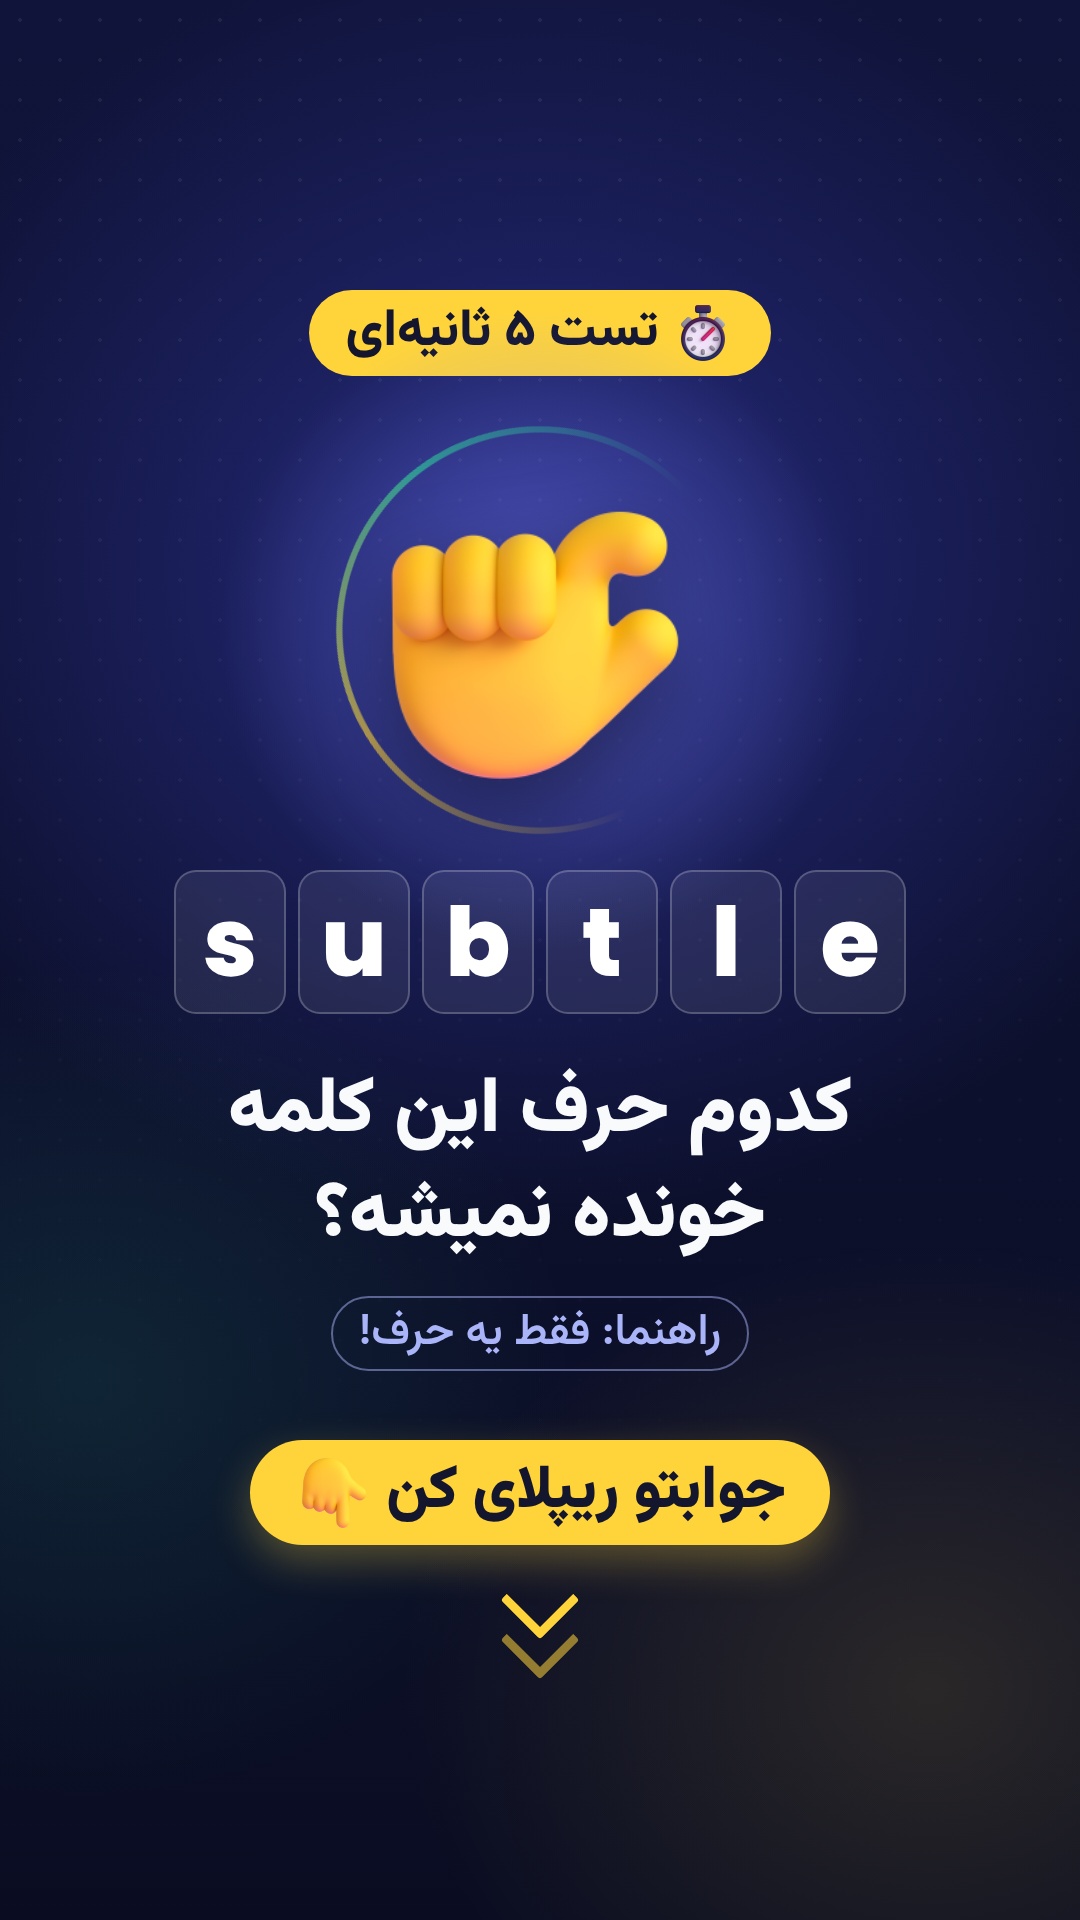 تست ۵ ثانیه‌ای
subtle
کدوم حرف این کلمه
خونده نمیشه؟
راهنما: فقط یه حرف!
جوابتو ریپلای کن